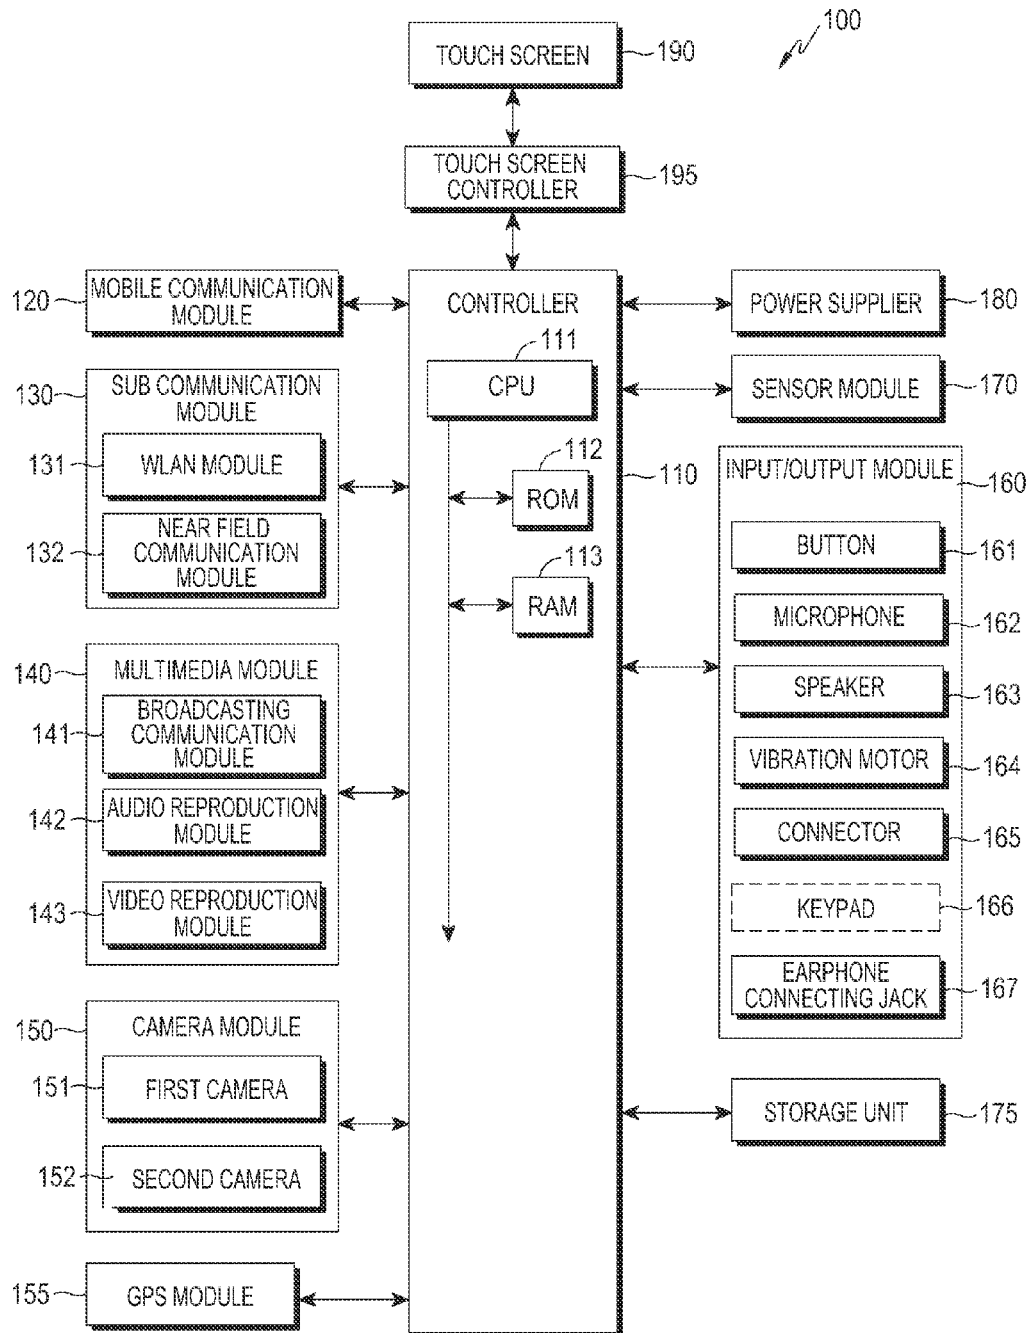 100
TOUCH SCREEN
190
TOUCH SCREEN
CONTROLLER
195
120
MOBILE COMMUNICATION
MODULE
CONTROLLER
111
CPU
112
ROM
113
RAM
110
POWER SUPPLIER
180
SENSOR MODULE
170
130
SUB COMMUNICATION
MODULE
131
WLAN MODULE
132
NEAR FIELD
COMMUNICATION
MODULE
INPUT/OUTPUT MODULE
160
BUTTON
161
MICROPHONE
162
SPEAKER
163
VIBRATION MOTOR
164
CONNECTOR
165
KEYPAD
166
EARPHONE
CONNECTING JACK
167
140
MULTIMEDIA MODULE
141
BROADCASTING
COMMUNICATION
MODULE
142
AUDIO REPRODUCTION
MODULE
143
VIDEO REPRODUCTION
MODULE
150
CAMERA MODULE
151
FIRST CAMERA
152
SECOND CAMERA
STORAGE UNIT
175
155
GPS MODULE